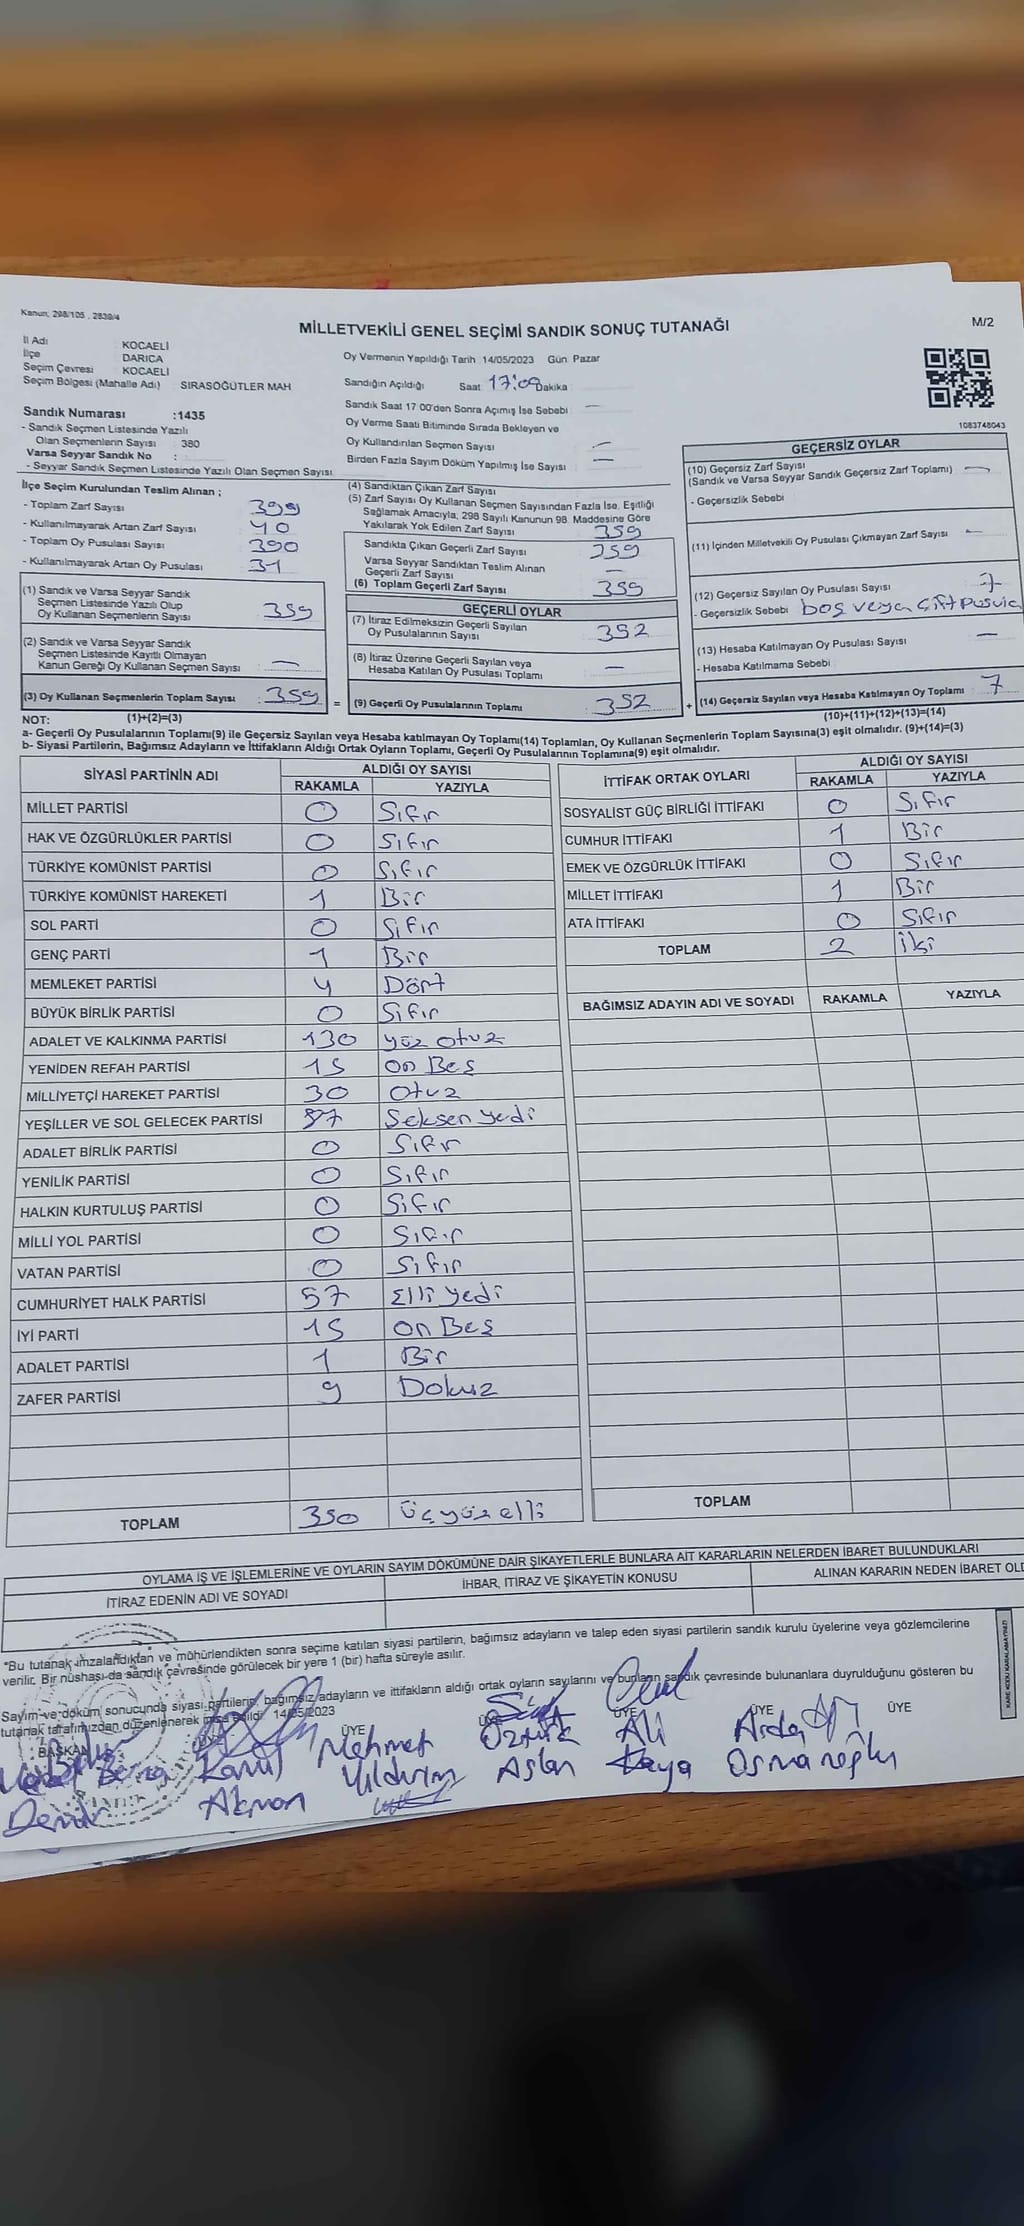 Kanun, 298/105 , 2839/4
MİLLETVEKİLİ GENEL SEÇİMİ SANDIK SONUÇ TUTANAĞI
M/2
İl Adı : KOCAELİ
İlçe DARICA
Seçim Çevresi KOCAELİ
Seçim Bölgesi (Mahalle Adı) SIRASÖĞÜTLER MAH
Oy Vermenin Yapıldığı Tarih 14/05/2023 Gün Pazar
Sandığın Açıldığı Saat 17:09 Dakika
Sandık Saat 17 00'den Sonra Açımış İse Sebebi —
Oy Verme Saati Bitiminde Sırada Bekleyen ve
Oy Kullandırılan Seçmen Sayısı —
Birden Fazla Sayım Döküm Yapılmış İse Sayısı —
1083748043
Sandık Numarası :1435
- Sandık Seçmen Listesinde Yazılı
Olan Seçmenlerin Sayısı : 380
Varsa Seyyar Sandık No :
- Seyyar Sandık Seçmen Listesinde Yazılı Olan Seçmen Sayısı
İlçe Seçim Kurulundan Teslim Alınan ;
- Toplam Zarf Sayısı 399
- Kullanılmayarak Artan Zarf Sayısı 40
- Toplam Oy Pusulası Sayısı 390
- Kullanılmayarak Artan Oy Pusulası 31
(1) Sandık ve Varsa Seyyar Sandık
Seçmen Listesinde Yazılı Olup
Oy Kullanan Seçmenlerin Sayısı : 359
(2) Sandık ve Varsa Seyyar Sandık
Seçmen Listesinde Kayıtlı Olmayan
Kanun Gereği Oy Kullanan Seçmen Sayısı : —
(3) Oy Kullanan Seçmenlerin Toplam Sayısı : 359
(1)+(2)=(3)
(4) Sandıktan Çıkan Zarf Sayısı
(5) Zarf Sayısı Oy Kullanan Seçmen Sayısından Fazla İse, Eşitliği
Sağlamak Amacıyla, 298 Sayılı Kanunun 98. Maddesine Göre
Yakılarak Yok Edilen Zarf Sayısı 359
Sandıkta Çıkan Geçerli Zarf Sayısı 359
Varsa Seyyar Sandıktan Teslim Alınan
Geçerli Zarf Sayısı —
(6) Toplam Geçerli Zarf Sayısı 359
GEÇERLİ OYLAR
(7) İtiraz Edilmeksizin Geçerli Sayılan
Oy Pusulalarının Sayısı 352
(8) İtiraz Üzerine Geçerli Sayılan veya
Hesaba Katılan Oy Pusulası Toplamı —
= (9) Geçerli Oy Pusulalarının Toplamı 352
GEÇERSİZ OYLAR
(10) Geçersiz Zarf Sayısı
(Sandık ve Varsa Seyyar Sandık Geçersiz Zarf Toplamı) —
- Geçersizlik Sebebi
(11) İçinden Milletvekili Oy Pusulası Çıkmayan Zarf Sayısı —
(12) Geçersiz Sayılan Oy Pusulası Sayısı 7
- Geçersizlik Sebebi boş veya çift pusula
(13) Hesaba Katılmayan Oy Pusulası Sayısı —
- Hesaba Katılmama Sebebi
+ (14) Geçersiz Sayılan veya Hesaba Katılmayan Oy Toplamı 7
(10)+(11)+(12)+(13)=(14)
NOT:
a- Geçerli Oy Pusulalarının Toplamı(9) ile Geçersiz Sayılan veya Hesaba katılmayan Oy Toplamı(14) Toplamları, Oy Kullanan Seçmenlerin Toplam Sayısına(3) eşit olmalıdır. (9)+(14)=(3)
b- Siyasi Partilerin, Bağımsız Adayların ve İttifakların Aldığı Ortak Oyların Toplamı, Geçerli Oy Pusulalarının Toplamına(9) eşit olmalıdır.
SİYASİ PARTİNİN ADI ALDIĞI OY SAYISI
RAKAMLA YAZIYLA
MİLLET PARTİSİ 0 Sıfır
HAK VE ÖZGÜRLÜKLER PARTİSİ 0 Sıfır
TÜRKİYE KOMÜNİST PARTİSİ 0 Sıfır
TÜRKİYE KOMÜNİST HAREKETİ 1 Bir
SOL PARTİ 0 Sıfır
GENÇ PARTİ 1 Bir
MEMLEKET PARTİSİ 4 Dört
BÜYÜK BİRLİK PARTİSİ 0 Sıfır
ADALET VE KALKINMA PARTİSİ 130 yüz otuz
YENİDEN REFAH PARTİSİ 15 on Beş
MİLLİYETÇİ HAREKET PARTİSİ 30 otuz
YEŞİLLER VE SOL GELECEK PARTİSİ 87 Seksen yedi
ADALET BİRLİK PARTİSİ 0 Sıfır
YENİLİK PARTİSİ 0 Sıfır
HALKIN KURTULUŞ PARTİSİ 0 Sıfır
MİLLİ YOL PARTİSİ 0 Sıfır
VATAN PARTİSİ 0 Sıfır
CUMHURİYET HALK PARTİSİ 57 Elli yedi
İYİ PARTİ 15 on Beş
ADALET PARTİSİ 1 Bir
ZAFER PARTİSİ 9 Dokuz
TOPLAM 350 üçyüzelli
İTTİFAK ORTAK OYLARI ALDIĞI OY SAYISI
RAKAMLA YAZIYLA
SOSYALİST GÜÇ BİRLİĞİ İTTİFAKI 0 Sıfır
CUMHUR İTTİFAKI 1 Bir
EMEK VE ÖZGÜRLÜK İTTİFAKI 0 Sıfır
MİLLET İTTİFAKI 1 Bir
ATA İTTİFAKI 0 Sıfır
TOPLAM 2 iki
BAĞIMSIZ ADAYIN ADI VE SOYADI RAKAMLA YAZIYLA
TOPLAM
OYLAMA İŞ VE İŞLEMLERİNE VE OYLARIN SAYIM DÖKÜMÜNE DAİR ŞİKAYETLERLE BUNLARA AİT KARARLARIN NELERDEN İBARET BULUNDUKLARI
İTİRAZ EDENİN ADI VE SOYADI İHBAR, İTİRAZ VE ŞİKAYETİN KONUSU ALINAN KARARIN NEDEN İBARET OLD
*Bu tutanak imzalandıktan ve mühürlendikten sonra seçime katılan siyasi partilerin, bağımsız adayların ve talep eden siyasi partilerin sandık kurulu üyelerine veya gözlemcilerine
verilir. Bir nüshası da sandık çevresinde görülecek bir yere 1 (bir) hafta süreyle asılır.
Sayım ve döküm sonucunda siyasi partilerin, bağımsız adayların ve ittifakların aldığı ortak oyların sayılarını ve bunların sandık çevresinde bulunanlara duyrulduğunu gösteren bu
tutanak tarafımızdan düzenlenerek imza edildi. 14/05/2023
KARE KODU KARALAMAYINIZ!
BAŞKAN ÜYE ÜYE ÜYE ÜYE ÜYE
Berna Demir
Kamil Akman
Mehmet Yıldırım
Öztürk Aslan
Ali Kaya
Arda Osmanoğlu